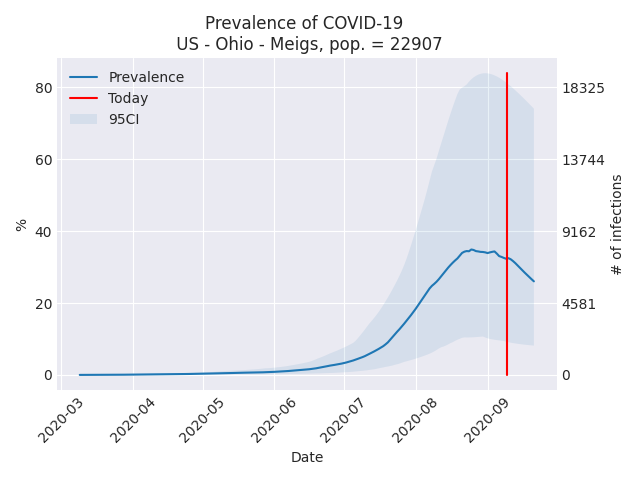 Prevalence of COVID-19
US - Ohio - Meigs, pop. = 22907
Prevalence
Today
95CI
80
60
40
20
0
%
18325
13744
9162
4581
0
# of infections
2020-03
2020-04
2020-05
2020-06
2020-07
2020-08
2020-09
Date